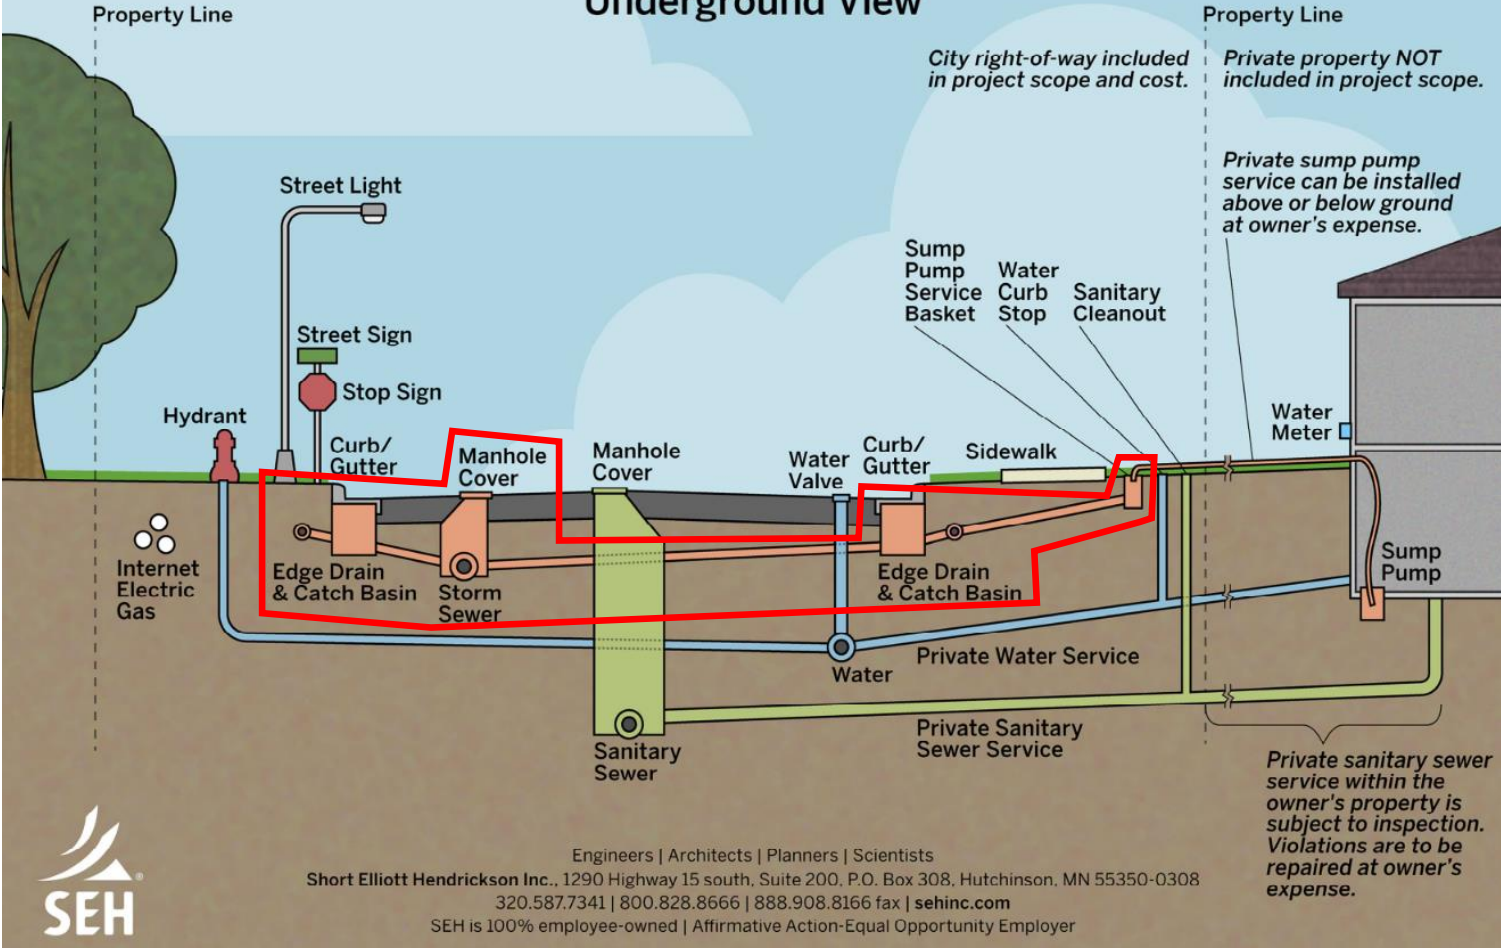 Underground View
Property Line
Property Line
City right-of-way included
in project scope and cost.
Private property NOT
included in project scope.
Private sump pump
service can be installed
above or below ground
at owner's expense.
Street Light
Sump
Pump
Service
Basket
Water
Curb
Stop
Sanitary
Cleanout
Street Sign
Stop Sign
Hydrant
Curb/
Gutter
Manhole
Cover
Manhole
Cover
Water
Valve
Curb/
Gutter
Sidewalk
Water
Meter
Internet
Electric
Gas
Edge Drain
& Catch Basin
Storm
Sewer
Edge Drain
& Catch Basin
Sump
Pump
Water
Private Water Service
Sanitary
Sewer
Private Sanitary
Sewer Service
Private sanitary sewer
service within the
owner's property is
subject to inspection.
Violations are to be
repaired at owner's
expense.
SEH®
Engineers | Architects | Planners | Scientists
Short Elliott Hendrickson Inc., 1290 Highway 15 south, Suite 200, P.O. Box 308, Hutchinson, MN 55350-0308
320.587.7341 | 800.828.8666 | 888.908.8166 fax | sehinc.com
SEH is 100% employee-owned | Affirmative Action-Equal Opportunity Employer